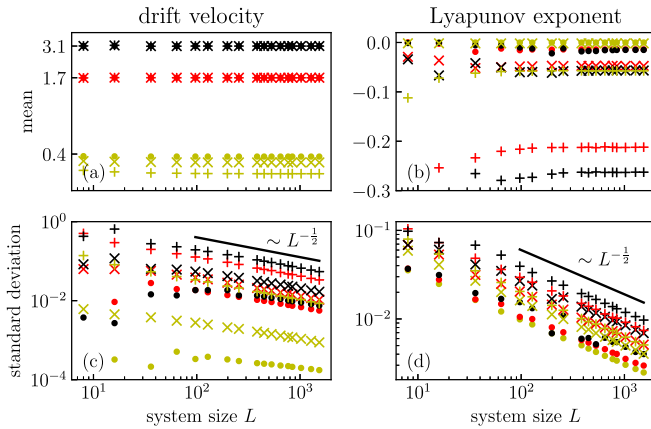 drift velocity
Lyapunov exponent
mean
3.1
1.7
0.4
(a)
0.0
−0.1
−0.2
−0.3
(b)
standard deviation
10^0
10^{−2}
10^{−4}
∼ L^{−1/2}
(c)
10^1
10^2
10^3
system size L
10^{−1}
10^{−2}
∼ L^{−1/2}
(d)
10^1
10^2
10^3
system size L